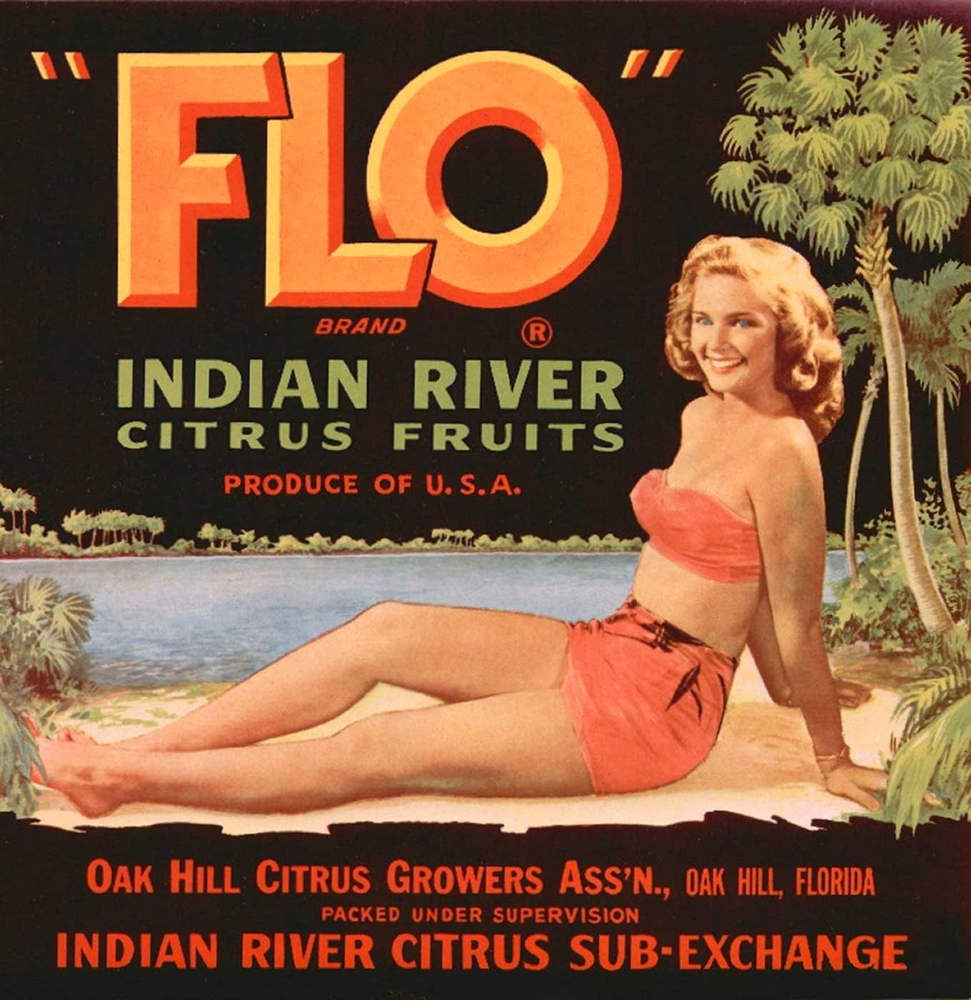 "FLO"
BRAND ®
INDIAN RIVER
CITRUS FRUITS
PRODUCE OF U.S.A.
OAK HILL CITRUS GROWERS ASS'N., OAK HILL, FLORIDA
PACKED UNDER SUPERVISION
INDIAN RIVER CITRUS SUB-EXCHANGE